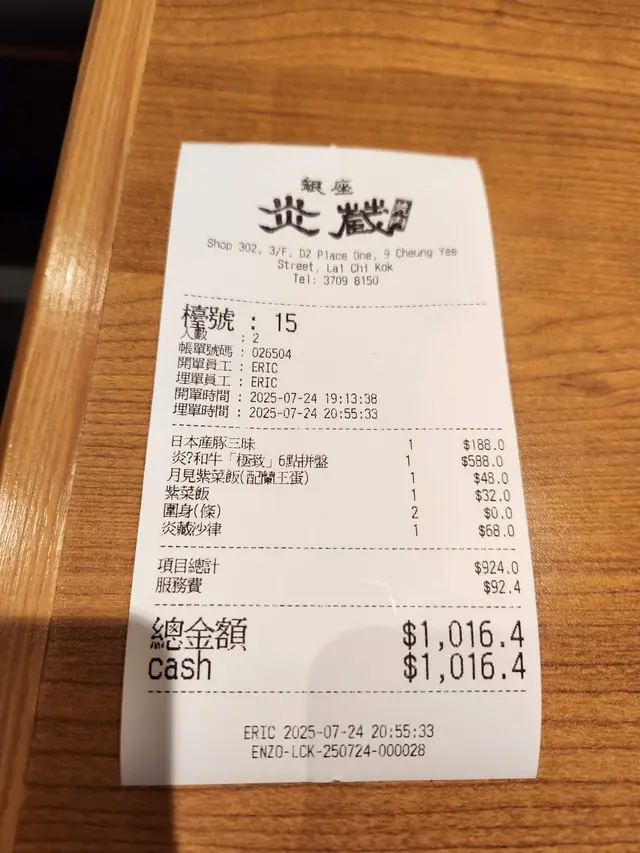 銀座
炎蔵
Shop 302, 3/F, D2 Place One, 9 Cheung Yee
Street, Lai Chi Kok
Tel: 3709 8150
檯號 : 15
人數 : 2
帳單號碼 : 026504
開單員工 : ERIC
埋單員工 : ERIC
開單時間 : 2025-07-24 19:13:38
埋單時間 : 2025-07-24 20:55:33
日本産豚三昧 1 $188.0
炎?和牛「極致」6點拼盤 1 $588.0
月見紫菜飯(配蘭王蛋) 1 $48.0
紫菜飯 1 $32.0
圍身(條) 2 $0.0
炎藏沙律 1 $68.0
項目總計 $924.0
服務費 $92.4
總金額 $1,016.4
cash $1,016.4
ERIC 2025-07-24 20:55:33
ENZO-LCK-250724-000028